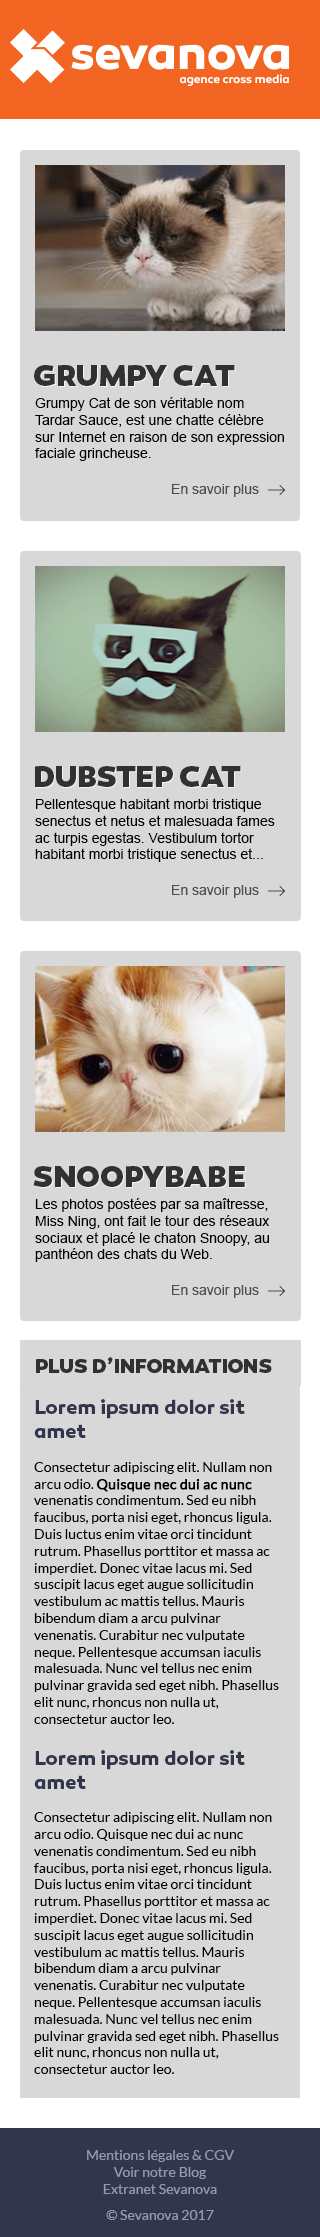 sevanova
agence cross media
GRUMPY CAT
Grumpy Cat de son véritable nom
Tardar Sauce, est une chatte célèbre
sur Internet en raison de son expression
faciale grincheuse.
En savoir plus →
DUBSTEP CAT
Pellentesque habitant morbi tristique
senectus et netus et malesuada fames
ac turpis egestas. Vestibulum tortor
habitant morbi tristique senectus et...
En savoir plus →
SNOOPYBABE
Les photos postées par sa maîtresse,
Miss Ning, ont fait le tour des réseaux
sociaux et placé le chaton Snoopy, au
panthéon des chats du Web.
En savoir plus →
PLUS D'INFORMATIONS
Lorem ipsum dolor sit
amet
Consectetur adipiscing elit. Nullam non
arcu odio. Quisque nec dui ac nunc
venenatis condimentum. Sed eu nibh
faucibus, porta nisi eget, rhoncus ligula.
Duis luctus enim vitae orci tincidunt
rutrum. Phasellus porttitor et massa ac
imperdiet. Donec vitae lacus mi. Sed
suscipit lacus eget augue sollicitudin
vestibulum ac mattis tellus. Mauris
bibendum diam a arcu pulvinar
venenatis. Curabitur nec vulputate
neque. Pellentesque accumsan iaculis
malesuada. Nunc vel tellus nec enim
pulvinar gravida sed eget nibh. Phasellus
elit nunc, rhoncus non nulla ut,
consectetur auctor leo.
Lorem ipsum dolor sit
amet
Consectetur adipiscing elit. Nullam non
arcu odio. Quisque nec dui ac nunc
venenatis condimentum. Sed eu nibh
faucibus, porta nisi eget, rhoncus ligula.
Duis luctus enim vitae orci tincidunt
rutrum. Phasellus porttitor et massa ac
imperdiet. Donec vitae lacus mi. Sed
suscipit lacus eget augue sollicitudin
vestibulum ac mattis tellus. Mauris
bibendum diam a arcu pulvinar
venenatis. Curabitur nec vulputate
neque. Pellentesque accumsan iaculis
malesuada. Nunc vel tellus nec enim
pulvinar gravida sed eget nibh. Phasellus
elit nunc, rhoncus non nulla ut,
consectetur auctor leo.
Mentions légales & CGV
Voir notre Blog
Extranet Sevanova
© Sevanova 2017